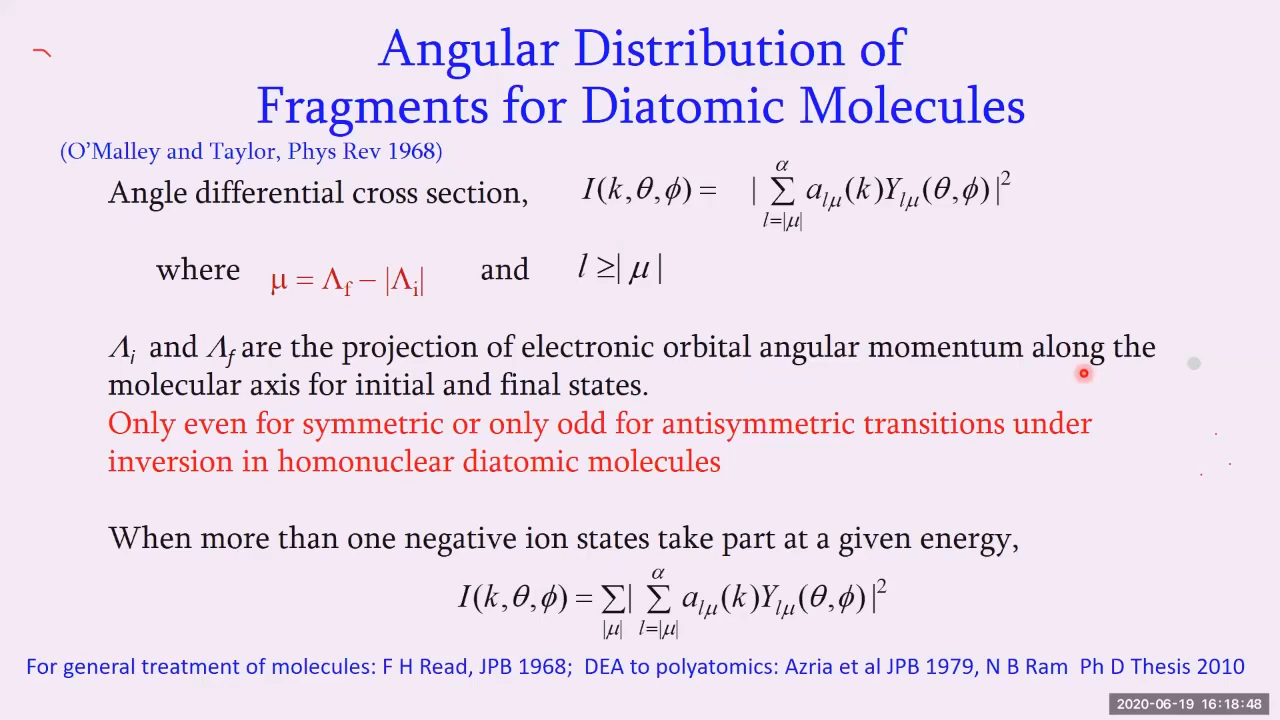 Angular Distribution of
Fragments for Diatomic Molecules
(O'Malley and Taylor, Phys Rev 1968)
Angle differential cross section, I(k,θ,ϕ) = | ∑_{l=|μ|}^{α} a_{lμ}(k)Y_{lμ}(θ,ϕ)|²
where μ = Λ_f – |Λ_i| and l ≥| μ |
Λ_i and Λ_f are the projection of electronic orbital angular momentum along the
molecular axis for initial and final states.
Only even for symmetric or only odd for antisymmetric transitions under
inversion in homonuclear diatomic molecules
When more than one negative ion states take part at a given energy,
I(k,θ,ϕ) = ∑_{|μ|} | ∑_{l=|μ|}^{α} a_{lμ}(k)Y_{lμ}(θ,ϕ)|²
For general treatment of molecules: F H Read, JPB 1968; DEA to polyatomics: Azria et al JPB 1979, N B Ram Ph D Thesis 2010
2020-06-19 16:18:48